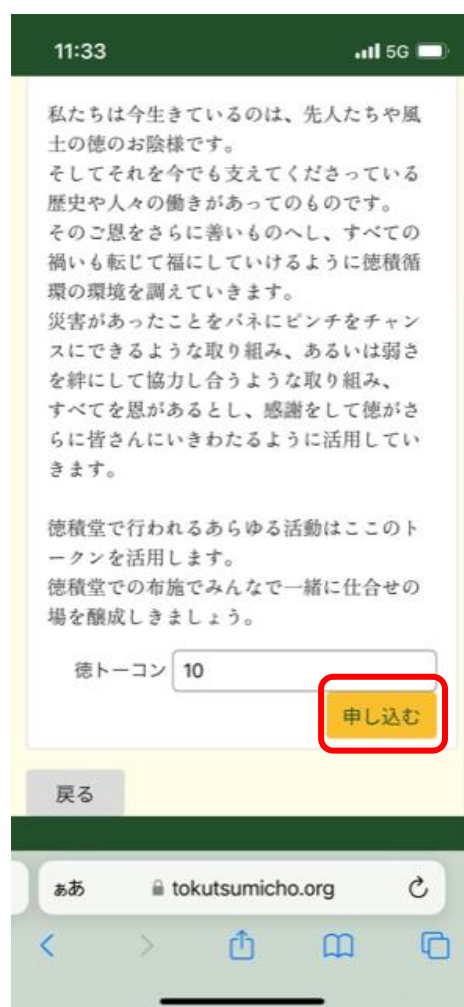 11:33
5G
私たちは今生きているのは、先人たちや風
土の徳のお陰様です。
そしてそれを今でも支えてくださっている
歴史や人々の働きがあってのものです。
そのご恩をさらに善いものへし、すべての
禍いも転じて福にしていけるように徳積循
環の環境を調えていきます。
災害があったことをバネにピンチをチャン
スにできるような取り組み、あるいは弱さ
を絆にして協力し合うような取り組み、
すべてを恩があるとし、感謝をして徳がさ
らに皆さんにいきわたるように活用してい
きます。
徳積堂で行われるあらゆる活動はここのト
ークンを活用します。
徳積堂での布施でみんなで一緒に仕合せの
場を醸成しきましょう。
徳トーコン 10
申し込む
戻る
ぁあ tokutsumicho.org